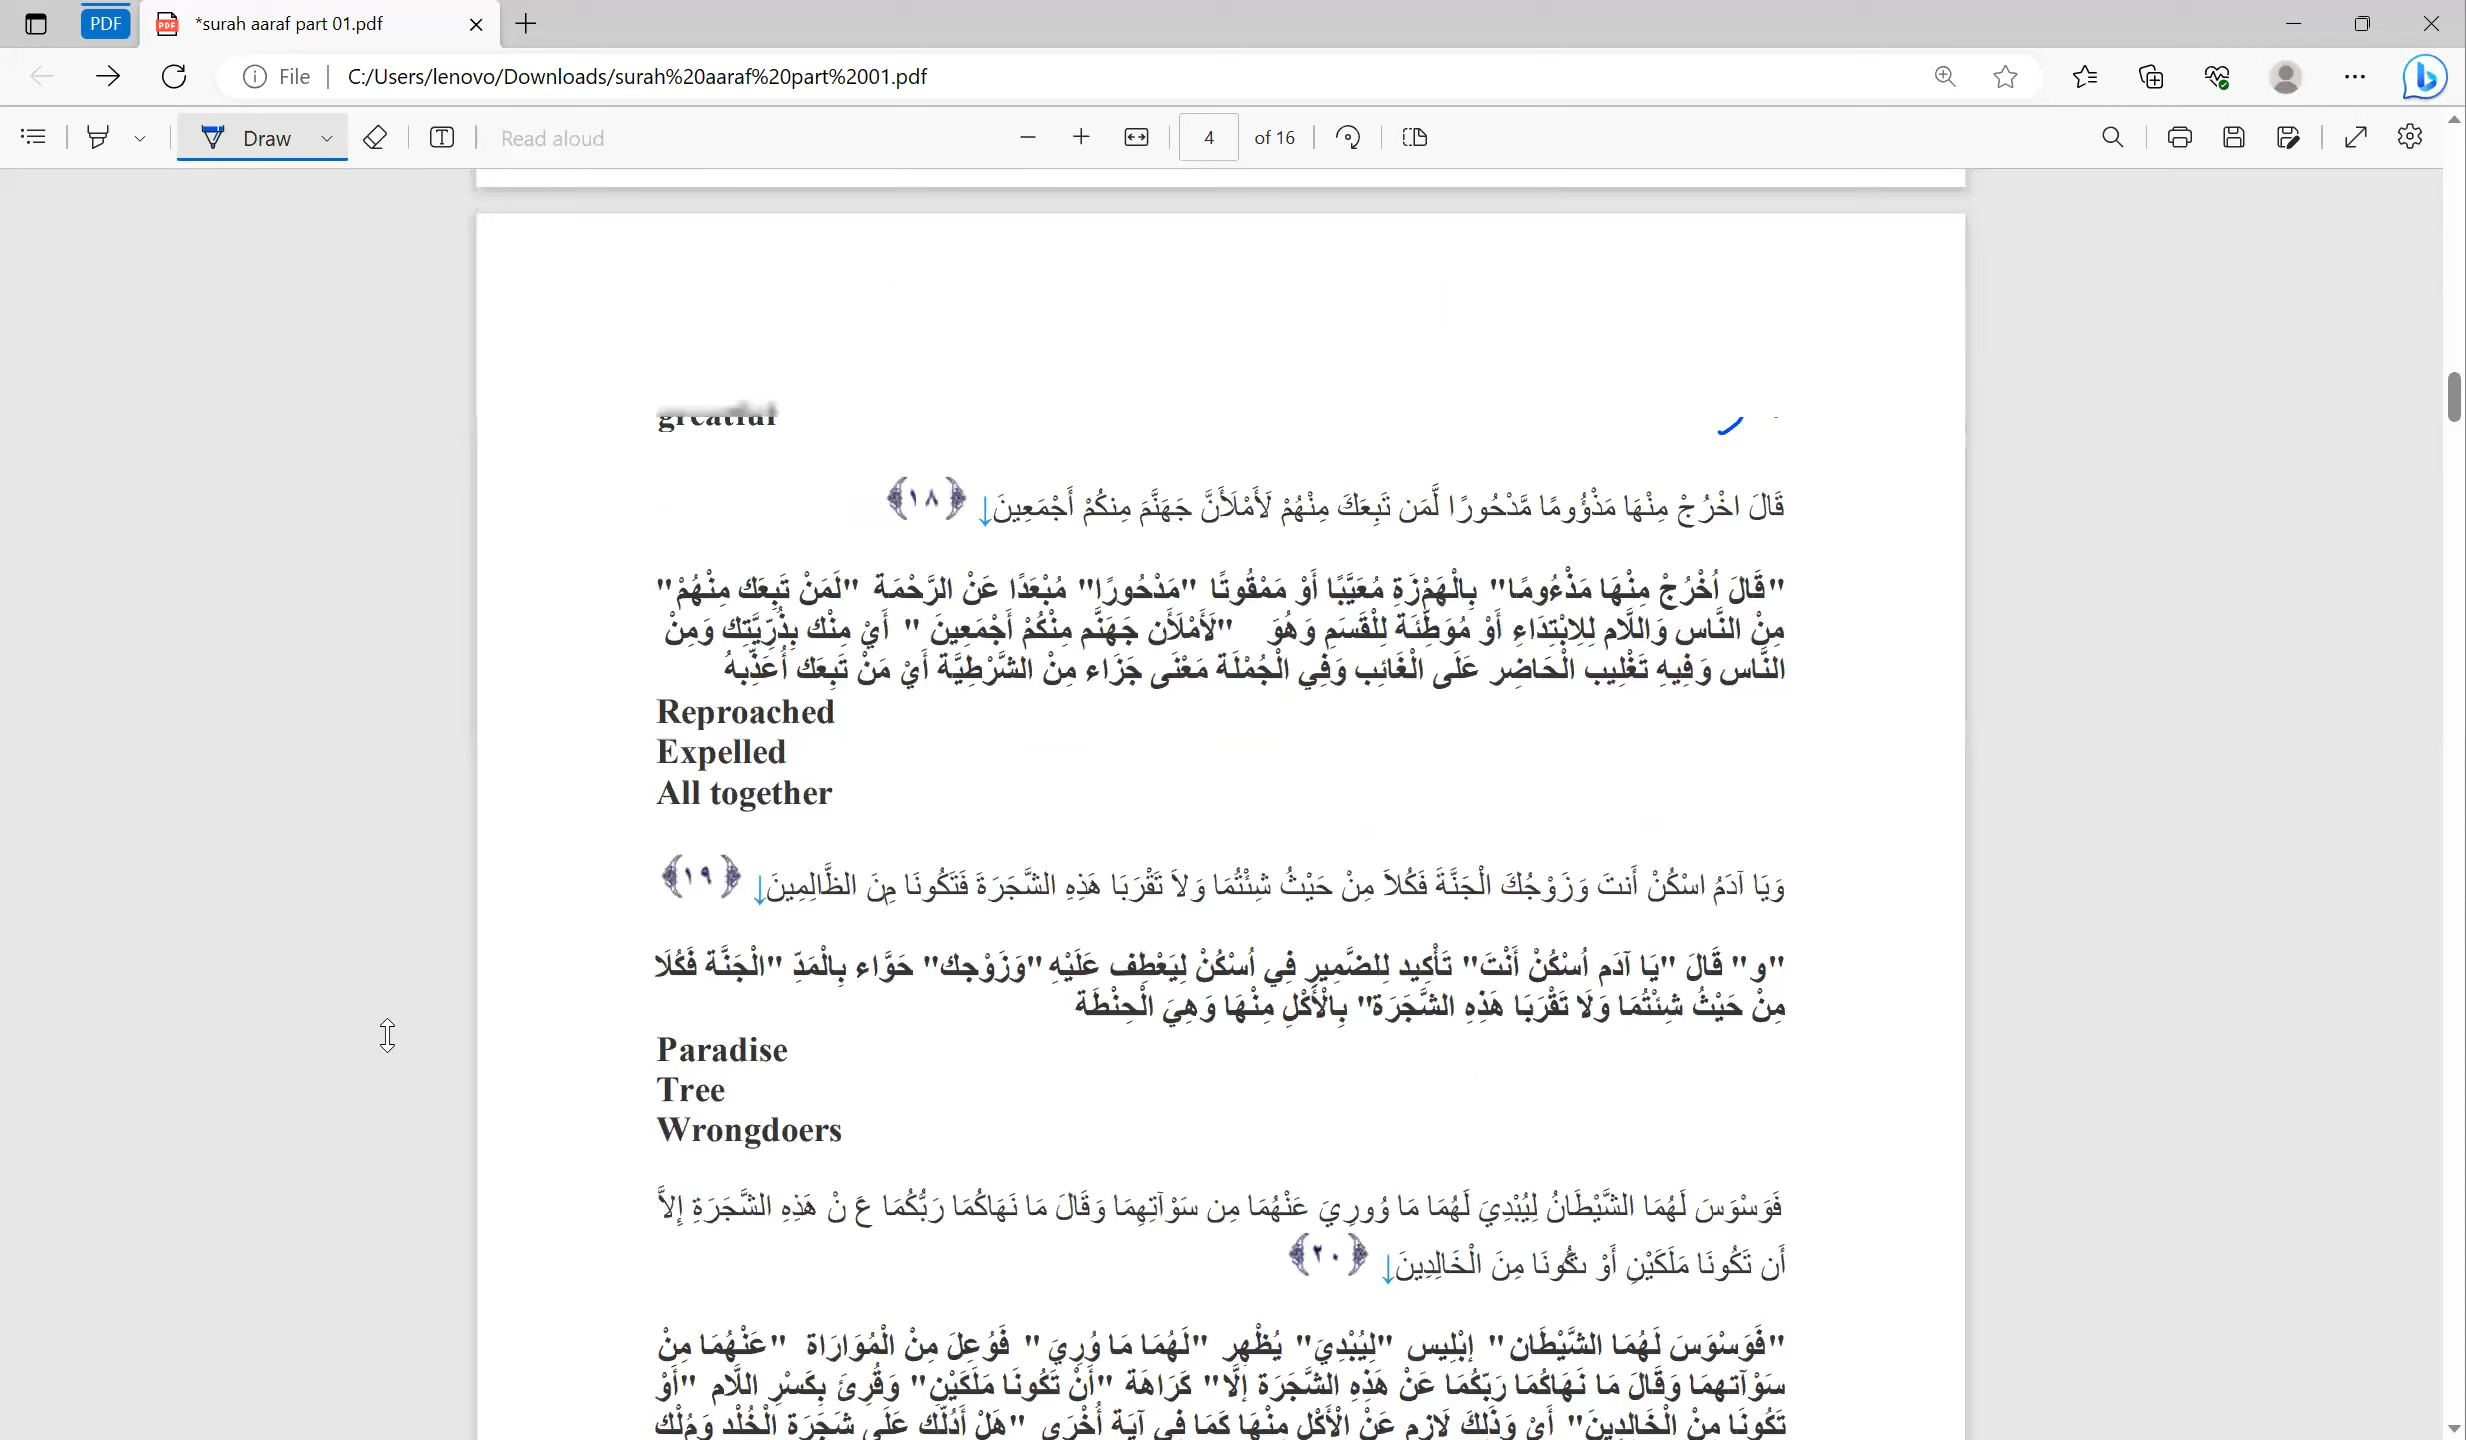 PDF
*surah aaraf part 01.pdf
File
C:/Users/lenovo/Downloads/surah%20aaraf%20part%2001.pdf
Draw
Read aloud
4 of 16
greatful
قَالَ اخْرُجْ مِنْهَا مَذْؤُومًا مَّدْحُورًا لَّمَن تَبِعَكَ مِنْهُمْ لَأَمْلَأَنَّ جَهَنَّمَ مِنكُمْ أَجْمَعِينَ↓ ﴿١٨﴾
"قَالَ اُخْرُجْ مِنْهَا مَذْءُومًا" بِالْهَمْزَةِ مُعَيَّبًا أَوْ مَمْقُوتًا "مَدْحُورًا" مُبْعَدًا عَنْ الرَّحْمَة "لَمَنْ تَبِعَك مِنْهُمْ"
مِنْ النَّاس وَاللَّام لِلِابْتِدَاءِ أَوْ مُوَطِّئَة لِلْقَسَمِ وَهُوَ "لَأَمْلَأَن جَهَنَّم مِنْكُمْ أَجْمَعِينَ " أَيْ مِنْك بِذُرِّيَّتِك وَمِنْ
النَّاس وَفِيهِ تَغْلِيب الْحَاضِر عَلَى الْغَائِب وَفِي الْجُمْلَة مَعْنَى جَزَاء مِنْ الشَّرْطِيَّة أَيْ مَنْ تَبِعَك أُعَذِّبهُ
Reproached
Expelled
All together
وَيَا آدَمُ اسْكُنْ أَنتَ وَزَوْجُكَ الْجَنَّةَ فَكُلاَ مِنْ حَيْثُ شِئْتُمَا وَلاَ تَقْرَبَا هَذِهِ الشَّجَرَةَ فَتَكُونَا مِنَ الظَّالِمِينَ↓ ﴿١٩﴾
"و" قَالَ "يَا آدَم اُسْكُنْ أَنْتَ" تَأْكِيد لِلضَّمِيرِ فِي اُسْكُنْ لِيَعْطِف عَلَيْهِ "وَزَوْجك" حَوَّاء بِالْمَدِّ "الْجَنَّة فَكُلَا
مِنْ حَيْثُ شِئْتُمَا وَلَا تَقْرَبَا هَذِهِ الشَّجَرَة" بِالْأَكْلِ مِنْهَا وَهِيَ الْحِنْطَة
Paradise
Tree
Wrongdoers
فَوَسْوَسَ لَهُمَا الشَّيْطَانُ لِيُبْدِيَ لَهُمَا مَا وُورِيَ عَنْهُمَا مِن سَوْآتِهِمَا وَقَالَ مَا نَهَاكُمَا رَبُّكُمَا عَ نْ هَذِهِ الشَّجَرَةِ إِلاَّ
أَن تَكُونَا مَلَكَيْنِ أَوْ تَكُونَا مِنَ الْخَالِدِينَ↓ ﴿٢٠﴾
"فَوَسْوَسَ لَهُمَا الشَّيْطَان" إبْلِيس "لِيُبْدِيَ" يُظْهِر "لَهُمَا مَا وُرِيَ" فُوعِلَ مِنْ الْمُوَارَاة "عَنْهُمَا مِنْ
سَوْآتهمَا وَقَالَ مَا نَهَاكُمَا رَبّكُمَا عَنْ هَذِهِ الشَّجَرَة إلَّا" كَرَاهَة "أَنْ تَكُونَا مَلَكَيْنِ" وَقُرِئَ بِكَسْرِ اللَّام "أَوْ
تَكُونَا مِنْ الْخَالِدِينَ" أَيْ وَذَلِكَ لَازِم عَنْ الْأَكْل مِنْهَا كَمَا فِي آيَة أُخْرَى "هَلْ أَدُلّك عَلَى شَجَرَة الْخُلْد وَمُلْك